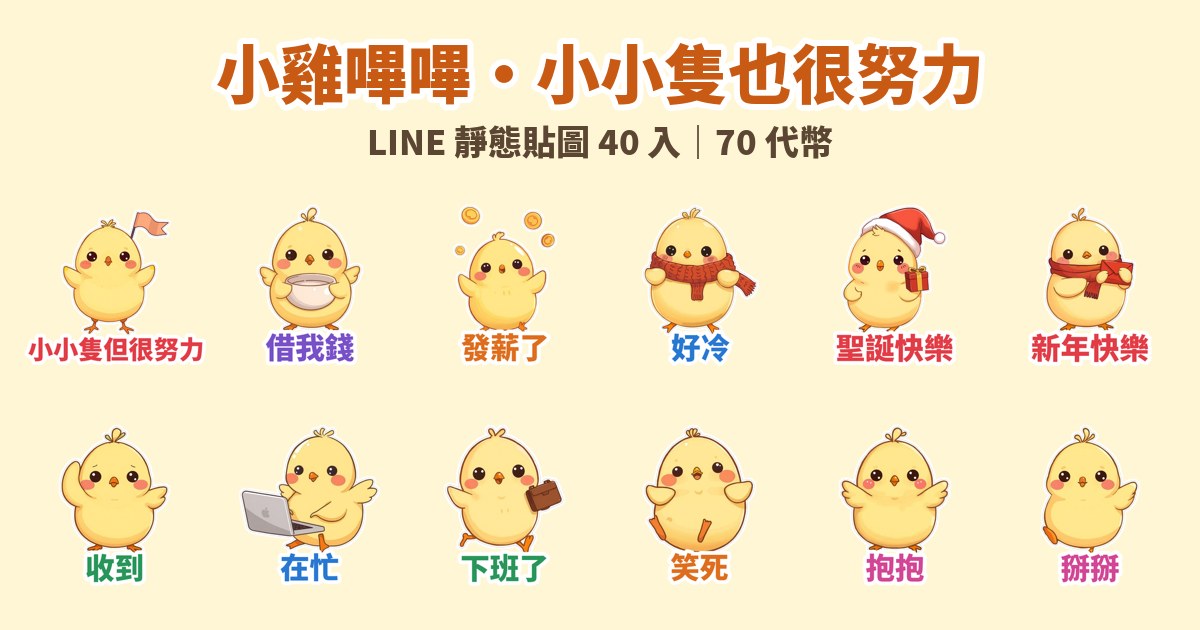 小雞嗶嗶・小小隻也很努力
LINE 靜態貼圖 40 入｜70 代幣
小小隻但很努力
借我錢
發薪了
好冷
聖誕快樂
新年快樂
收到
在忙
下班了
笑死
抱抱
掰掰